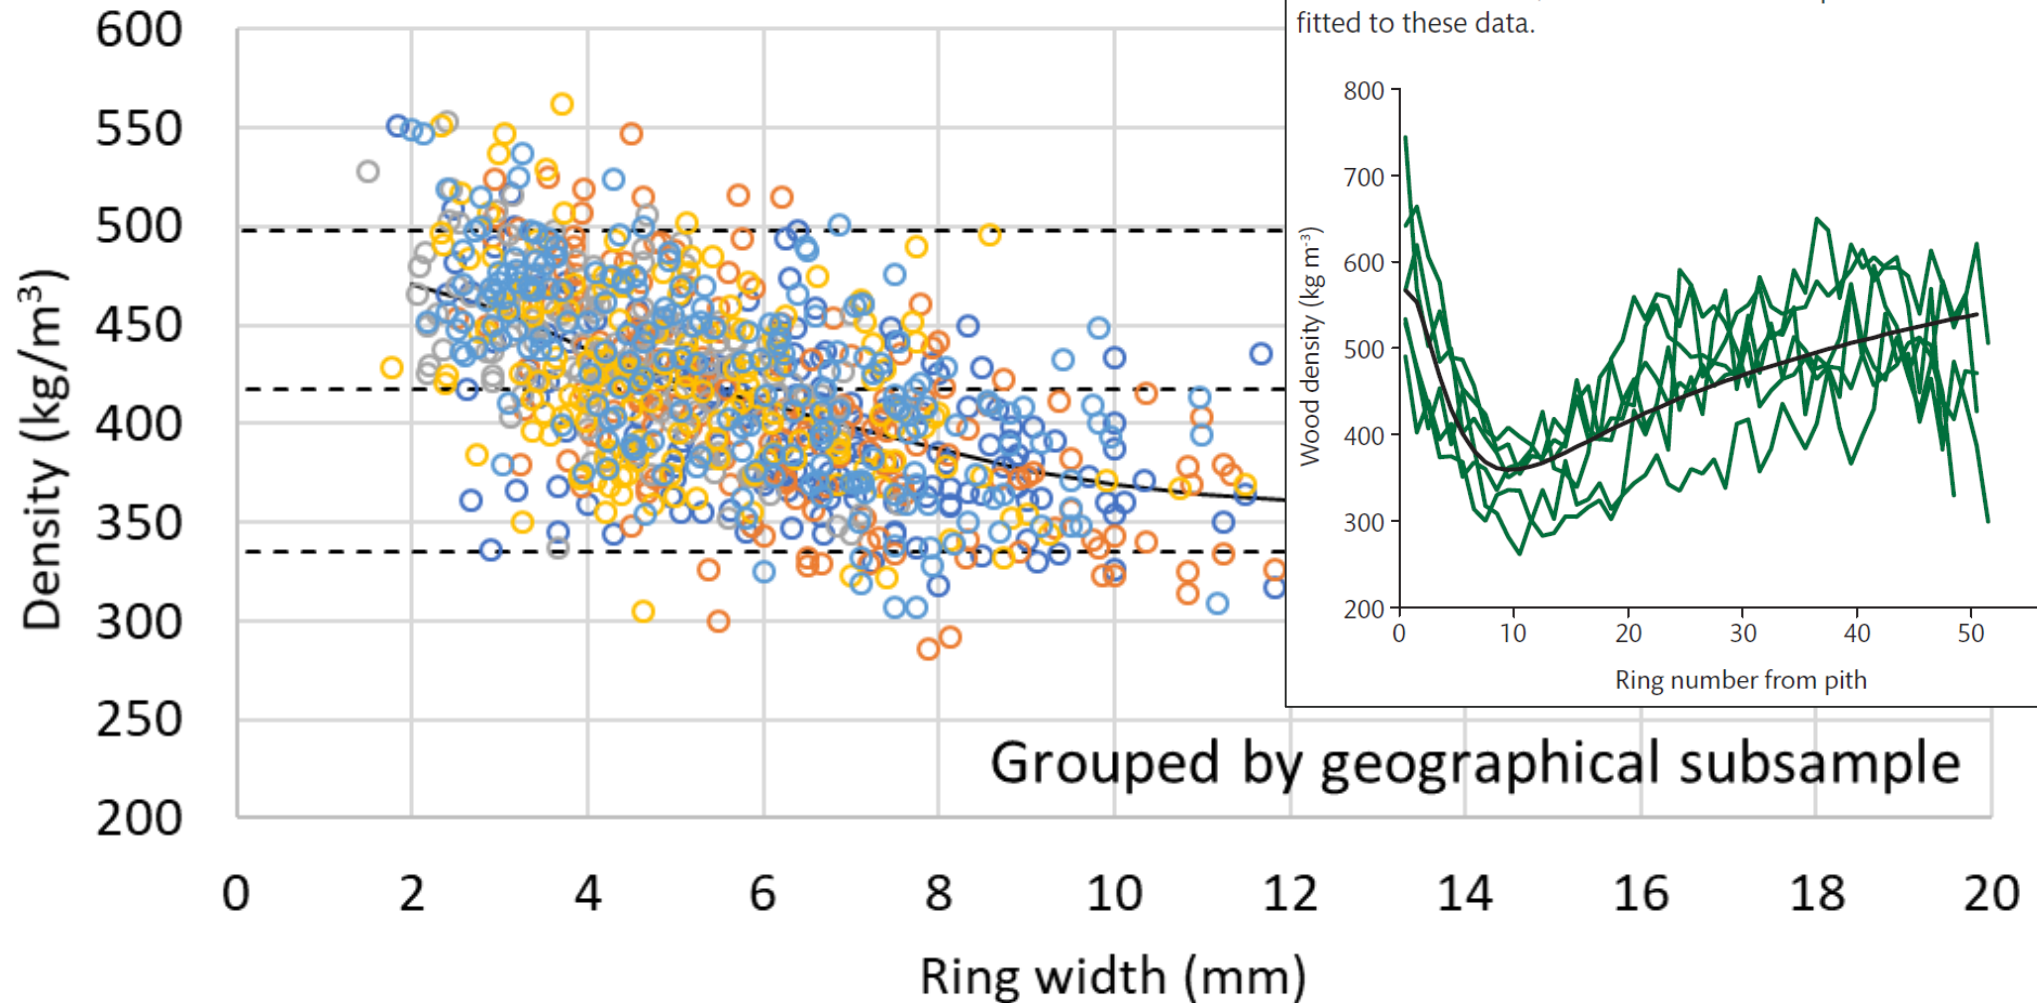 fitted to these data.
600
550
500
450
400
350
300
250
200
Density (kg/m³)
0 2 4 6 8 10 12 14 16 18 20
Ring width (mm)
Grouped by geographical subsample
800
700
600
500
400
300
200
Wood density (kg m⁻³)
0 10 20 30 40 50
Ring number from pith